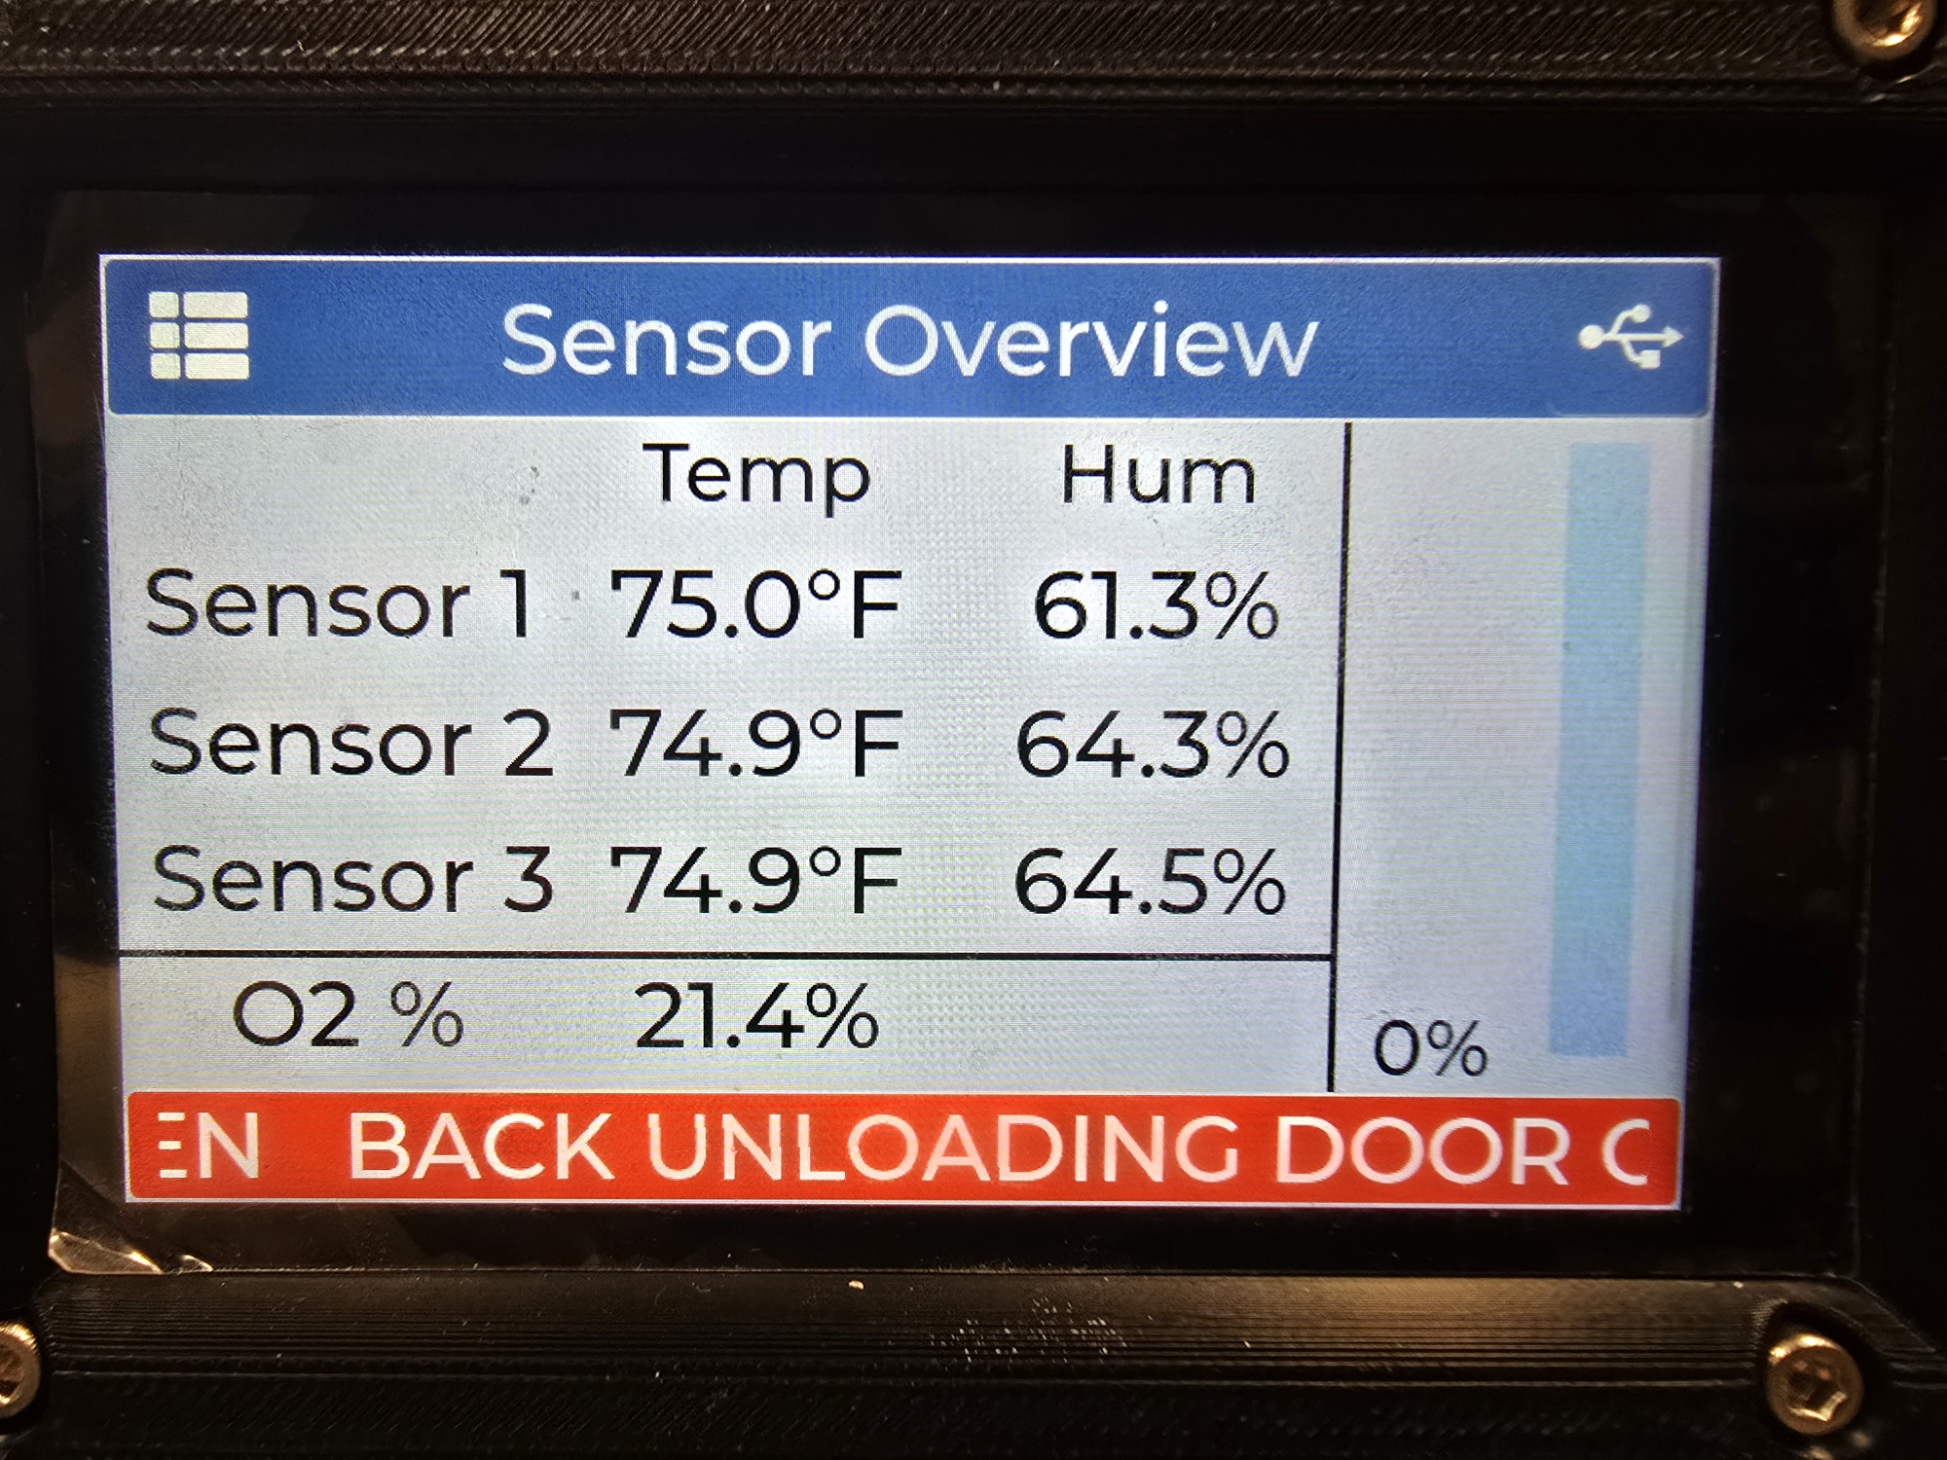 Sensor Overview
Temp Hum
Sensor 1 75.0°F 61.3%
Sensor 2 74.9°F 64.3%
Sensor 3 74.9°F 64.5%
O2 % 21.4%
0%
EN BACK UNLOADING DOOR O